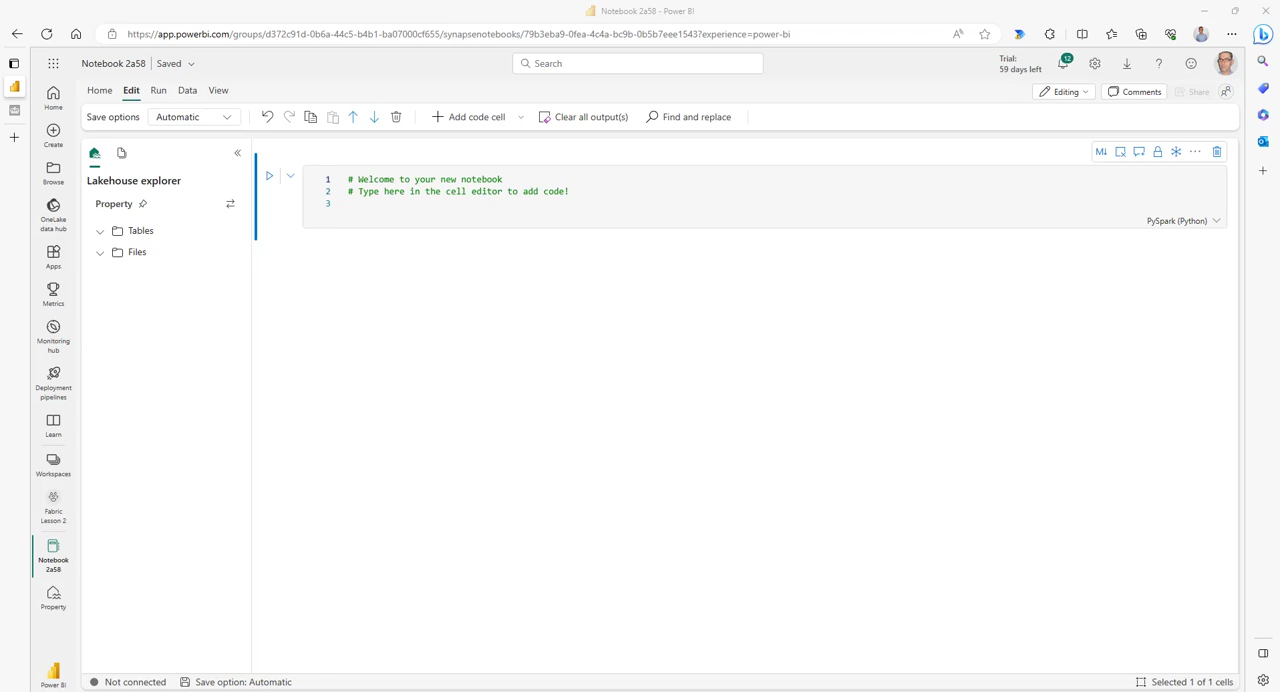 Notebook 2a58 - Power BI
https://app.powerbi.com/groups/d372c91d-0b6a-44c5-b4b1-ba07000cf655/synapsenotebooks/79b3eba9-0fea-4c4a-bc9b-0b5b7eee1543?experience=power-bi
Notebook 2a58 | Saved
Search
Trial:
59 days left
12
Home Edit Run Data View
Editing
Comments
Share
Save options
Automatic
Add code cell
Clear all output(s)
Find and replace
Home
Create
Browse
OneLake
data hub
Apps
Metrics
Monitoring
hub
Deployment
pipelines
Learn
Workspaces
Fabric
Lesson 2
Notebook
2a58
Property
Power BI
Lakehouse explorer
Property
Tables
Files
1 # Welcome to your new notebook
2 # Type here in the cell editor to add code!
3
PySpark (Python)
Not connected
Save option: Automatic
Selected 1 of 1 cells